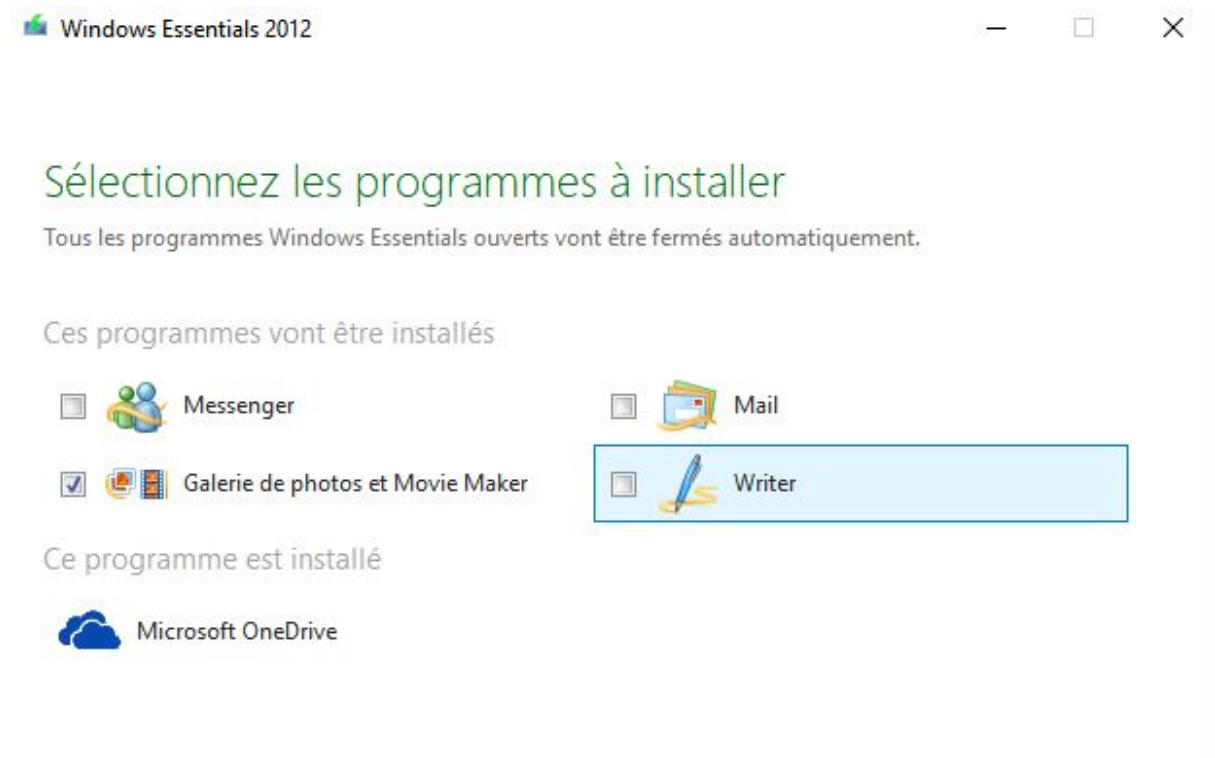 Windows Essentials 2012
Sélectionnez les programmes à installer
Tous les programmes Windows Essentials ouverts vont être fermés automatiquement.
Ces programmes vont être installés
Messenger
Mail
Galerie de photos et Movie Maker
Writer
Ce programme est installé
Microsoft OneDrive